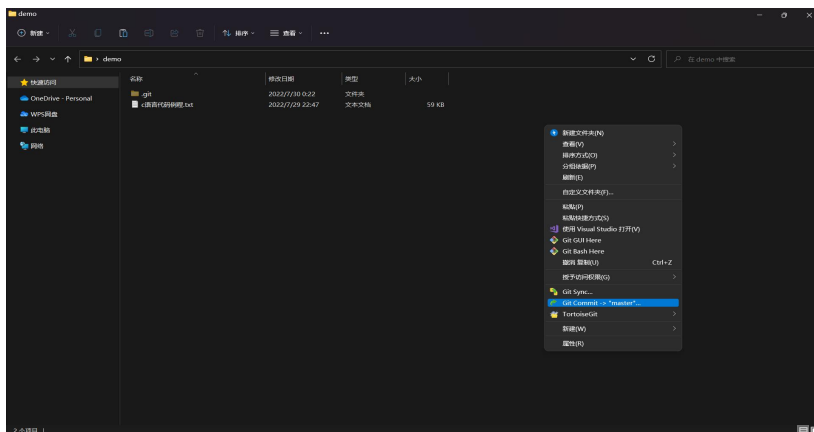 demo
新建
排序
查看
demo
在 demo 中搜索
名称
修改日期
类型
大小
.git
2022/7/30 0:22
文件夹
c语言代码例程.txt
2022/7/29 22:47
文本文档
59 KB
快速访问
OneDrive - Personal
WPS网盘
此电脑
网络
新建文件夹(N)
查看(V)
排序方式(O)
分组依据(P)
刷新(E)
自定义文件夹(F)...
粘贴(P)
粘贴快捷方式(S)
使用 Visual Studio 打开(V)
Git GUI Here
Git Bash Here
撤消 复制(U) Ctrl+Z
授予访问权限(G)
Git Sync...
Git Commit -> "master"...
TortoiseGit
新建(W)
属性(R)
2 个项目